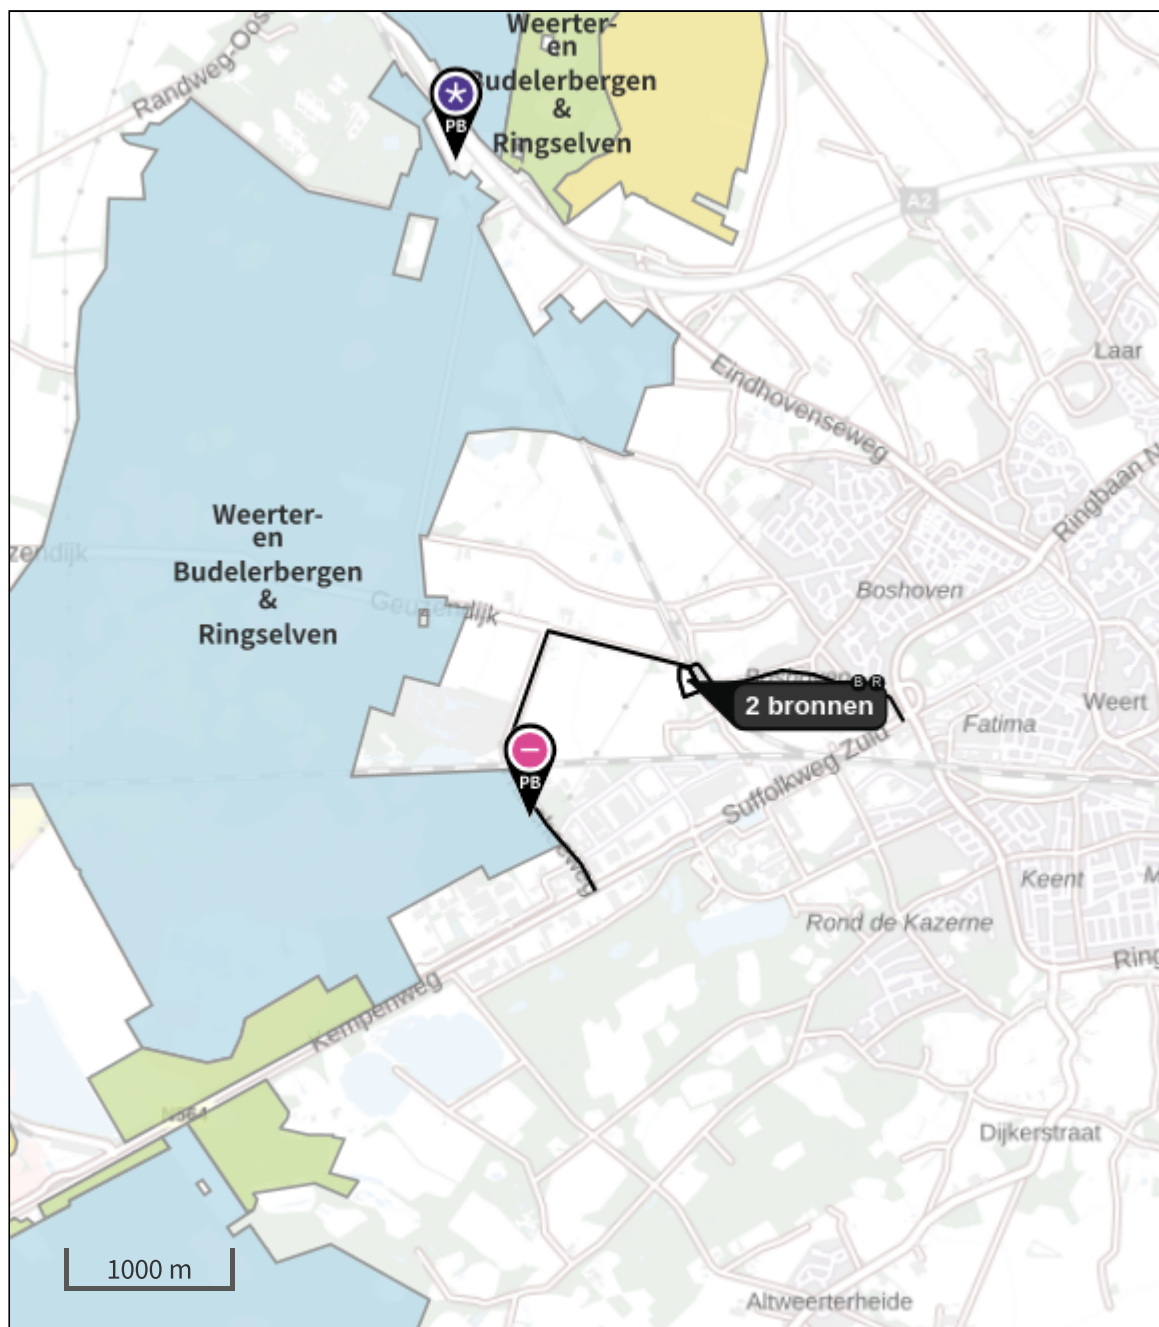 Weerter-
en
Budelerbergen
&
Ringselven
Randweg-Oost
PB
A2
Laar
Eindhovenseweg
Ringbaan N
Weerter-
en
Budelerbergen
&
Ringselven
zendijk
Geuzendijk
Boshoven
B R
2 bronnen
Weert
Fatima
PB
Suffolkweg Zuid
Keent
Rond de Kazerne
Ring
Kempenweg
N564
Dijkerstraat
1000 m
Altweerterheide